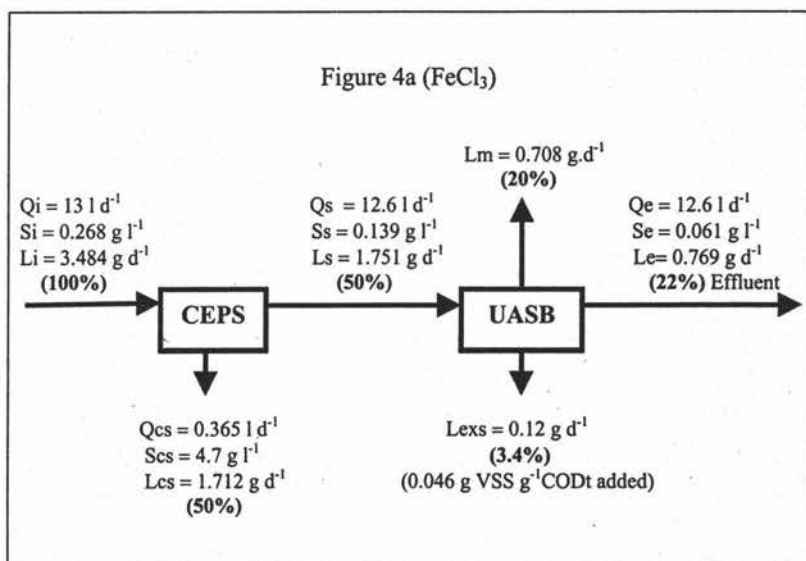 Figure 4a (FeCl₃)
Lm = 0.708 g.d⁻¹
(20%)
Qi = 13 l d⁻¹
Si = 0.268 g l⁻¹
Li = 3.484 g d⁻¹
(100%)
Qs = 12.6 l d⁻¹
Ss = 0.139 g l⁻¹
Ls = 1.751 g d⁻¹
(50%)
Qe = 12.6 l d⁻¹
Se = 0.061 g l⁻¹
Le= 0.769 g d⁻¹
(22%) Effluent
CEPS
UASB
Qcs = 0.365 l d⁻¹
Scs = 4.7 g l⁻¹
Lcs = 1.712 g d⁻¹
(50%)
Lexs = 0.12 g d⁻¹
(3.4%)
(0.046 g VSS g⁻¹CODt added)